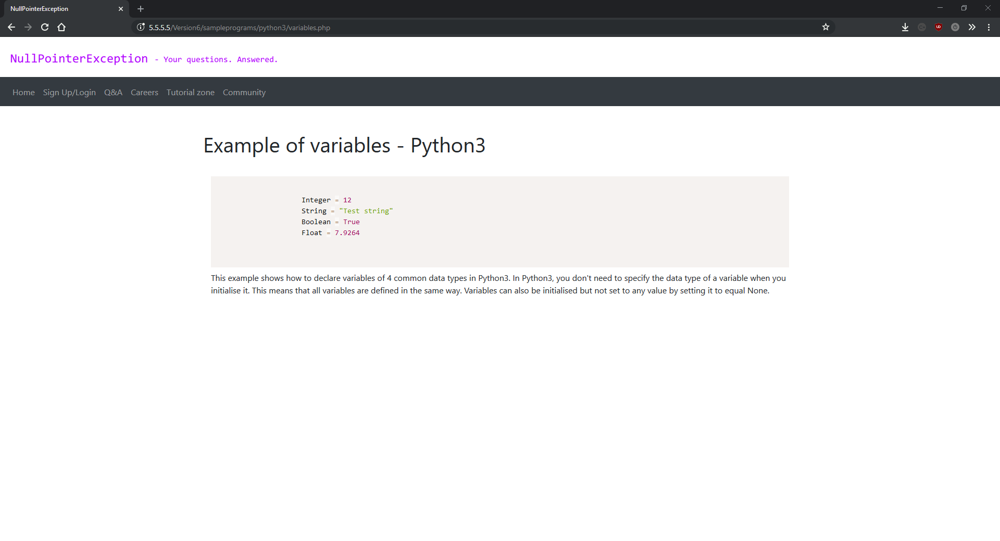 NullPointerException
5.5.5.5/Version6/sampleprograms/python3/variables.php
NullPointerException - Your questions. Answered.
Home Sign Up/Login Q&A Careers Tutorial zone Community
Example of variables - Python3
Integer = 12
String = "Test string"
Boolean = True
Float = 7.9264
This example shows how to declare variables of 4 common data types in Python3. In Python3, you don't need to specify the data type of a variable when you
initialise it. This means that all variables are defined in the same way. Variables can also be initialised but not set to any value by setting it to equal None.